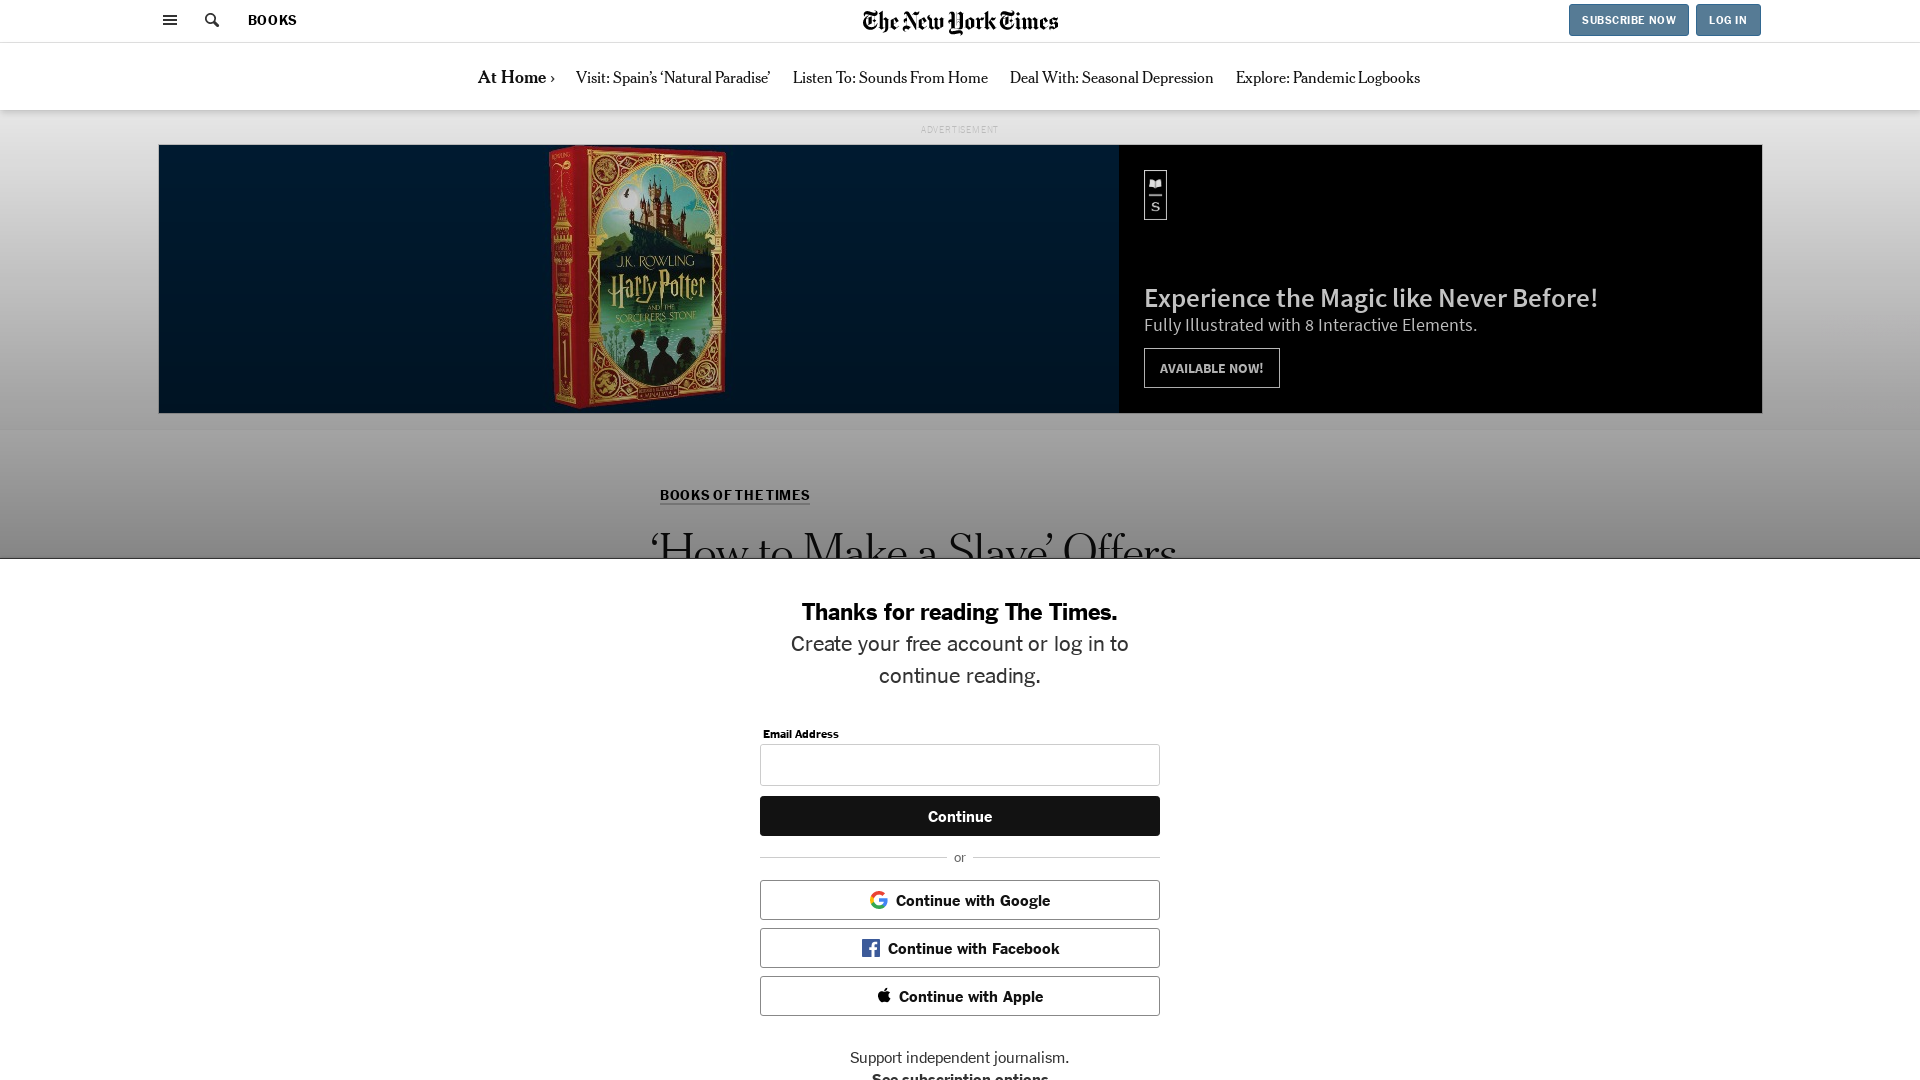 BOOKS
The New York Times
SUBSCRIBE NOW
LOG IN
At Home ›
Visit: Spain’s ‘Natural Paradise’
Listen To: Sounds From Home
Deal With: Seasonal Depression
Explore: Pandemic Logbooks
ADVERTISEMENT
ROWLING
J.K. ROWLING
Harry Potter
AND THE
SORCERER'S STONE
S
Experience the Magic like Never Before!
Fully Illustrated with 8 Interactive Elements.
AVAILABLE NOW!
BOOKS OF THE TIMES
‘How to Make a Slave’ Offers
Thanks for reading The Times.
Create your free account or log in to
continue reading.
Email Address
Continue
or
Continue with Google
Continue with Facebook
Continue with Apple
Support independent journalism.
See subscription options